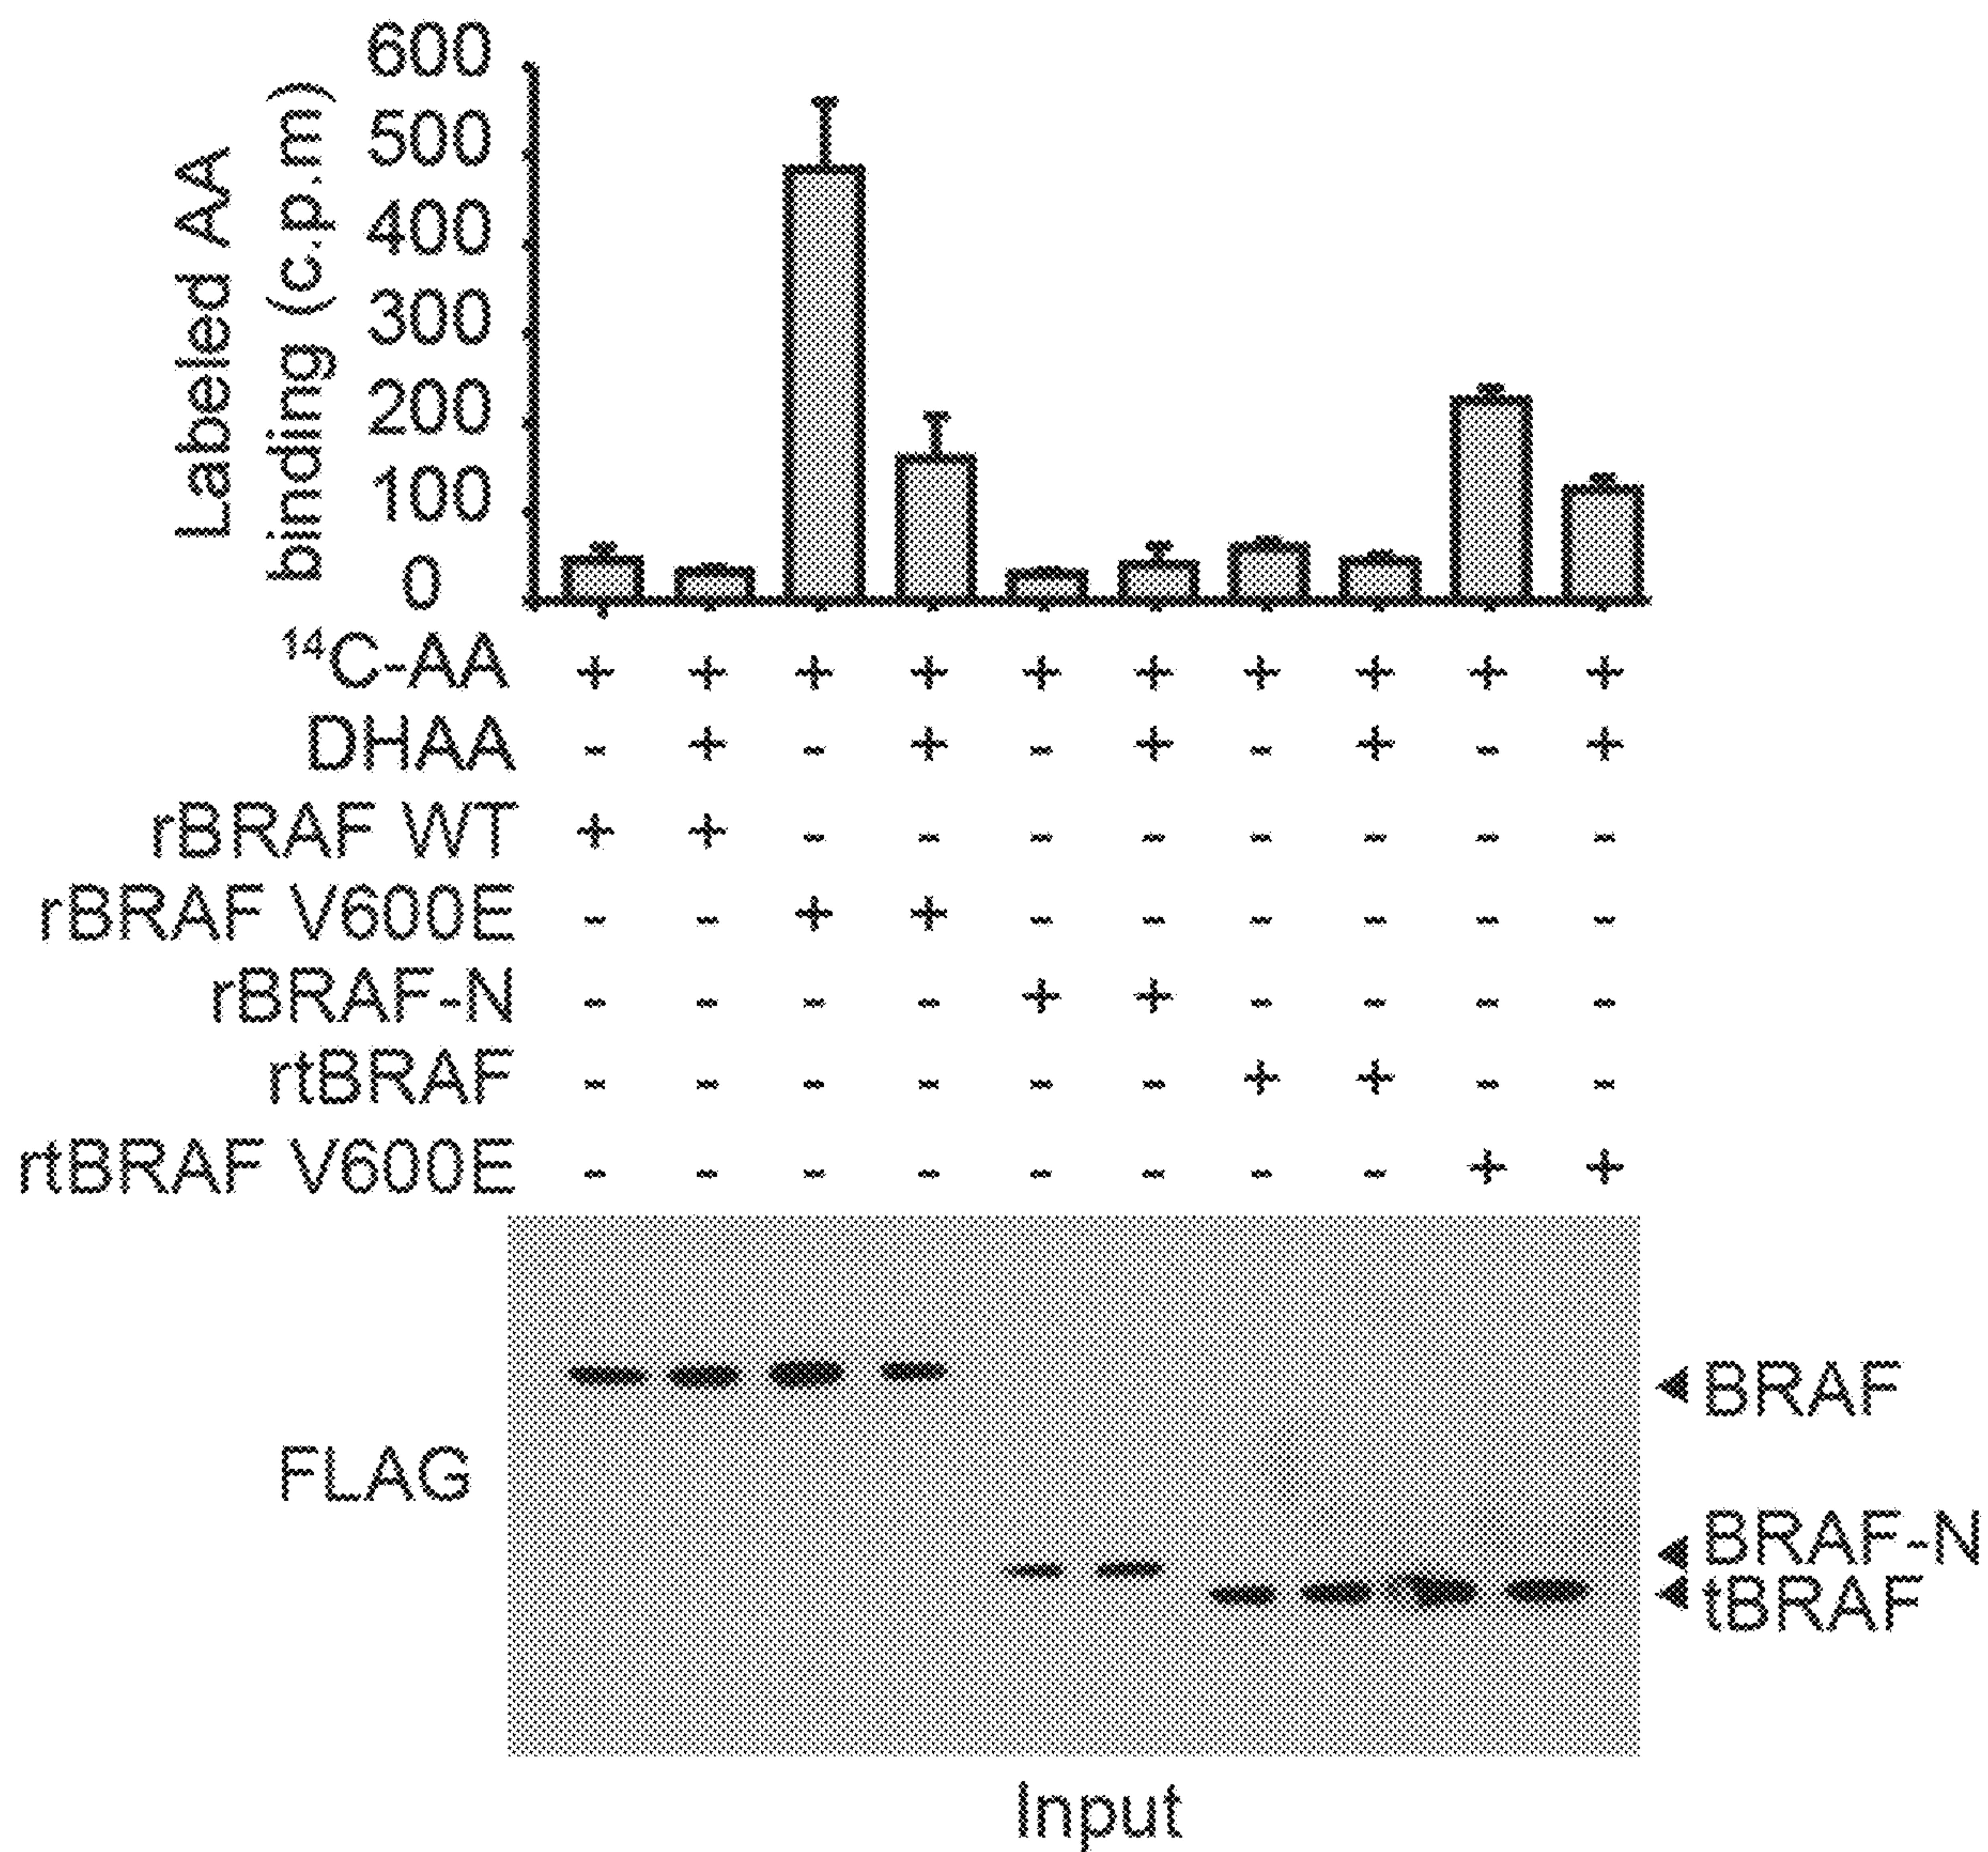 Labeled AA
binding (c.p.m)
600
500
400
300
200
100
0
14C-AA + + + + + + + + + +
DHAA - + - + - + - + - +
rBRAF WT + + - - - - - - - -
rBRAF V600E - - + + - - - - - -
rBRAF-N - - - - + + - - - -
rtBRAF - - - - - - + + - -
rtBRAF V600E - - - - - - - - + +
BRAF
FLAG
BRAF-N
tBRAF
Input